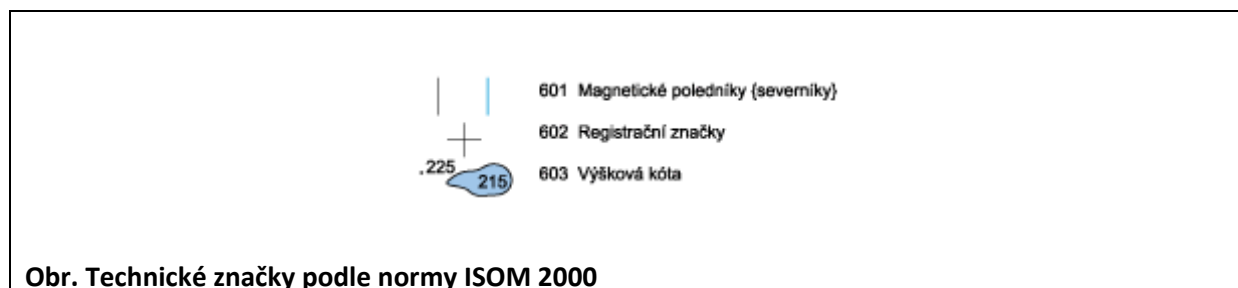 601 Magnetické poledníky {severníky}
602 Registrační značky
.225 215 603 Výšková kóta
Obr. Technické značky podle normy ISOM 2000